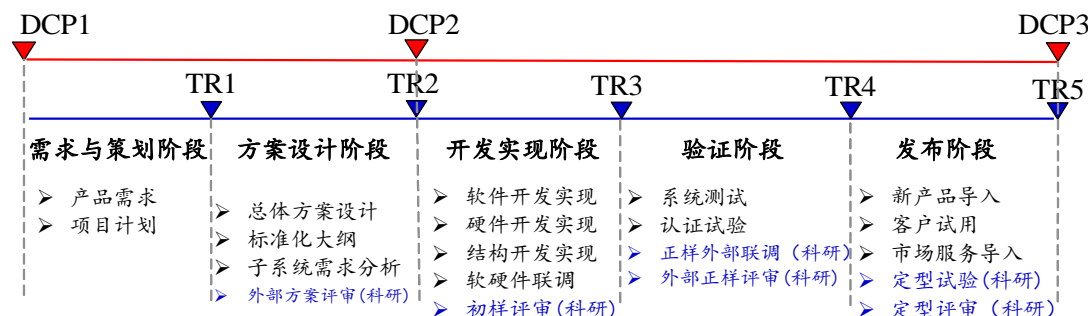 DCP1
DCP2
DCP3
TR1
TR2
TR3
TR4
TR5
需求与策划阶段
方案设计阶段
开发实现阶段
验证阶段
发布阶段
产品需求
项目计划
总体方案设计
标准化大纲
子系统需求分析
外部方案评审(科研)
软件开发实现
硬件开发实现
结构开发实现
软硬件联调
初样评审(科研)
系统测试
认证试验
正样外部联调（科研)
外部正样评审(科研)
新产品导入
客户试用
市场服务导入
定型试验(科研)
定型评审（科研)